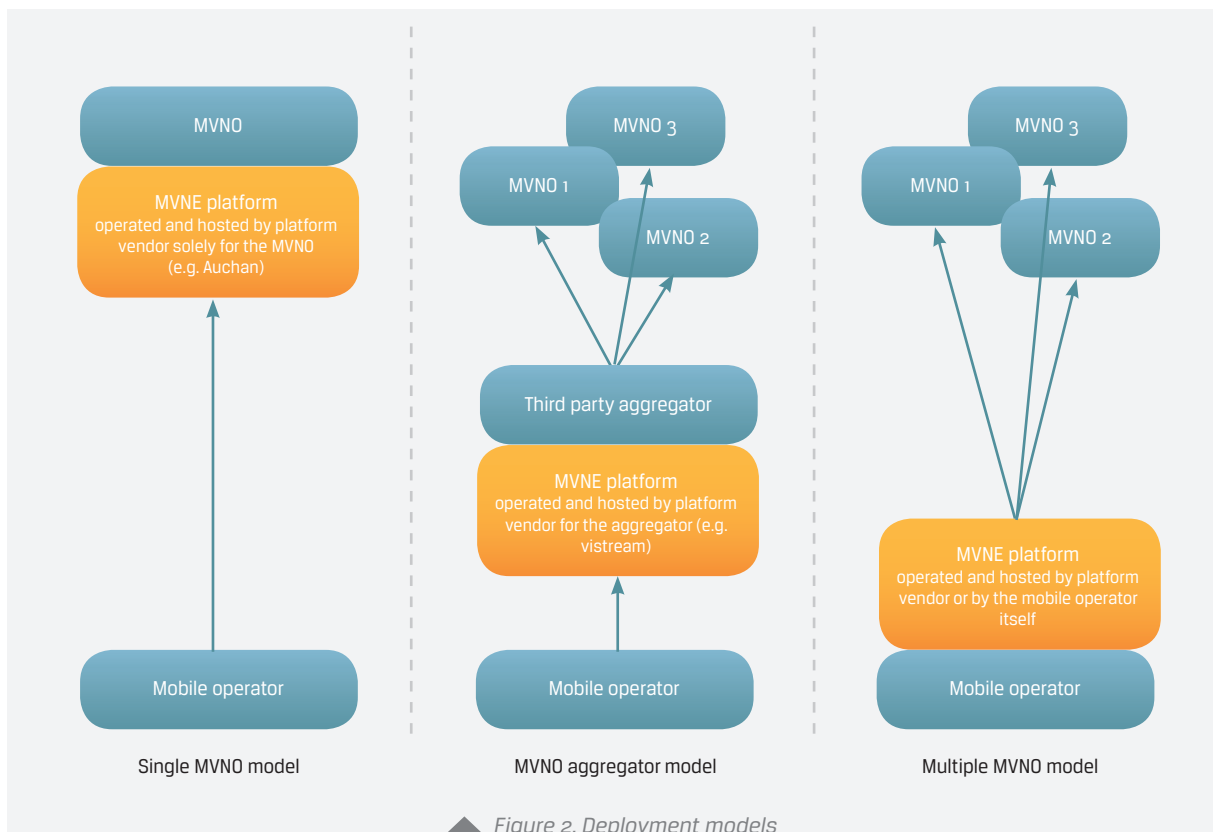 MVNO
MVNE platform
operated and hosted by platform
vendor solely for the MVNO
(e.g. Auchan)
Mobile operator
Single MVNO model
MVNO 3
MVNO 1
MVNO 2
Third party aggregator
MVNE platform
operated and hosted by platform
vendor for the aggregator (e.g.
vistream)
Mobile operator
MVNO aggregator model
MVNO 3
MVNO 1
MVNO 2
MVNE platform
operated and hosted by platform
vendor or by the mobile operator
itself
Mobile operator
Multiple MVNO model
Figure 2. Deployment models